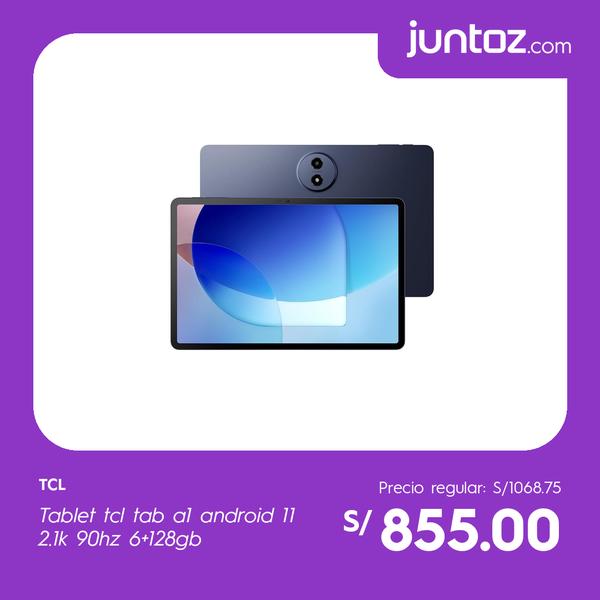 juntoz.com
TCL
Tablet tcl tab a1 android 11
2.1k 90hz 6+128gb
Precio regular: S/1068.75
S/ 855.00